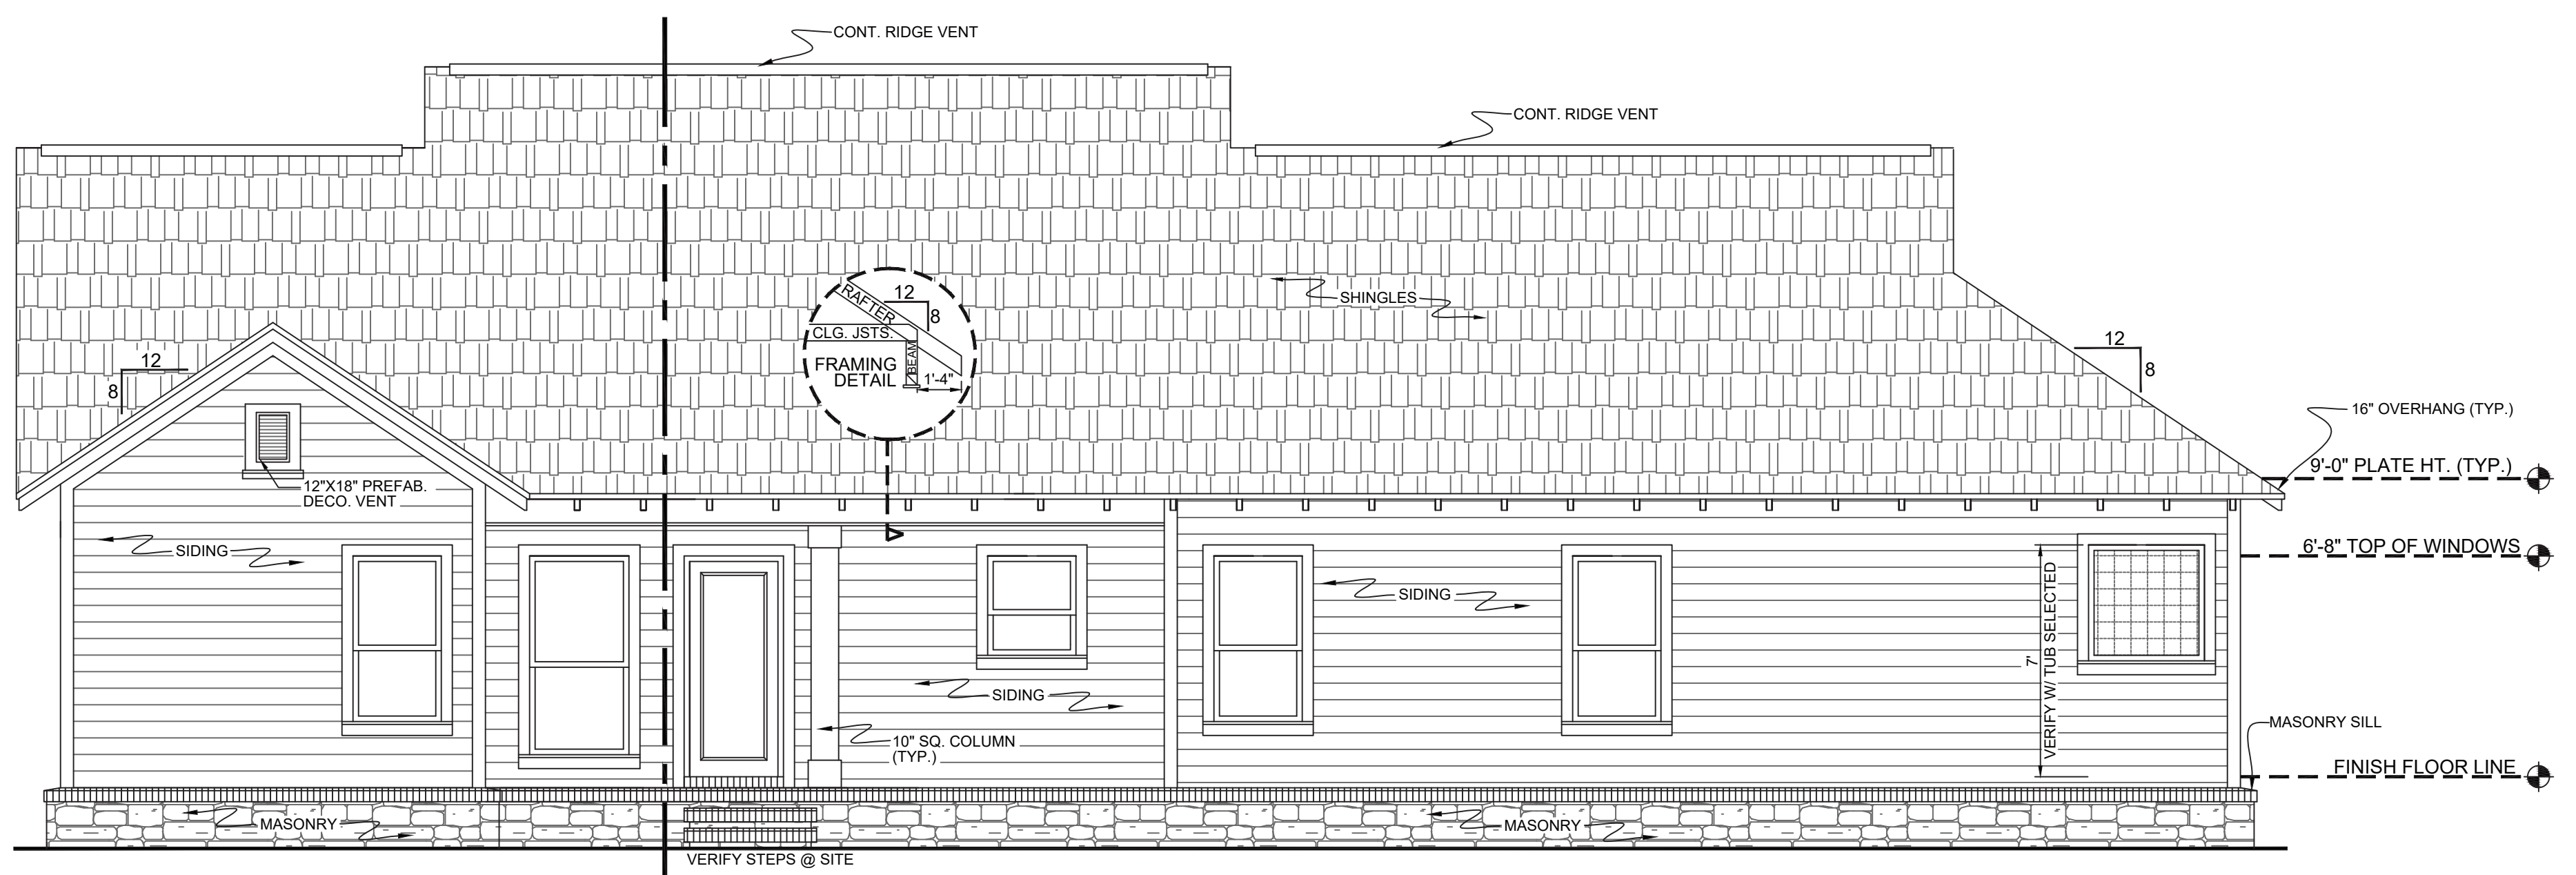 CONT. RIDGE VENT
CONT. RIDGE VENT
12
8
RAFTER
CLG. JSTS.
BEAM
FRAMING
DETAIL
1'-4"
SHINGLES
12
8
12
8
16" OVERHANG (TYP.)
9'-0" PLATE HT. (TYP.)
12"X18" PREFAB.
DECO. VENT
SIDING
6'-8" TOP OF WINDOWS
SIDING
7'
VERIFY W/ TUB SELECTED
SIDING
10" SQ. COLUMN
(TYP.)
MASONRY SILL
FINISH FLOOR LINE
MASONRY
MASONRY
VERIFY STEPS @ SITE